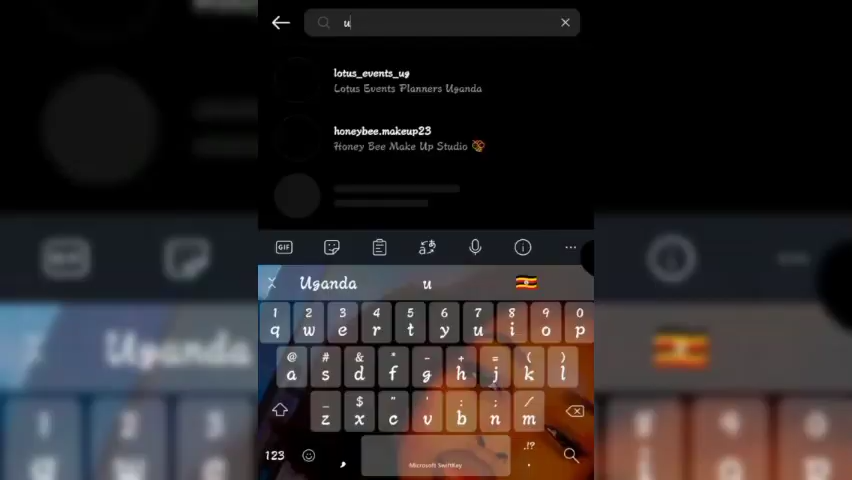 u
lotus_events_ug
Lotus Events Planners Uganda
honeybee.makeup23
Honey Bee Make Up Studio
GIF
Uganda u
1 2 3 4 5 6 7 8 9 0
q w e r t y u i o p
@ # & * - + = ( )
a s d f g h j k l
_ $ " ' : ; /
z x c v b n m
123 , .!?
.
Microsoft SwiftKey